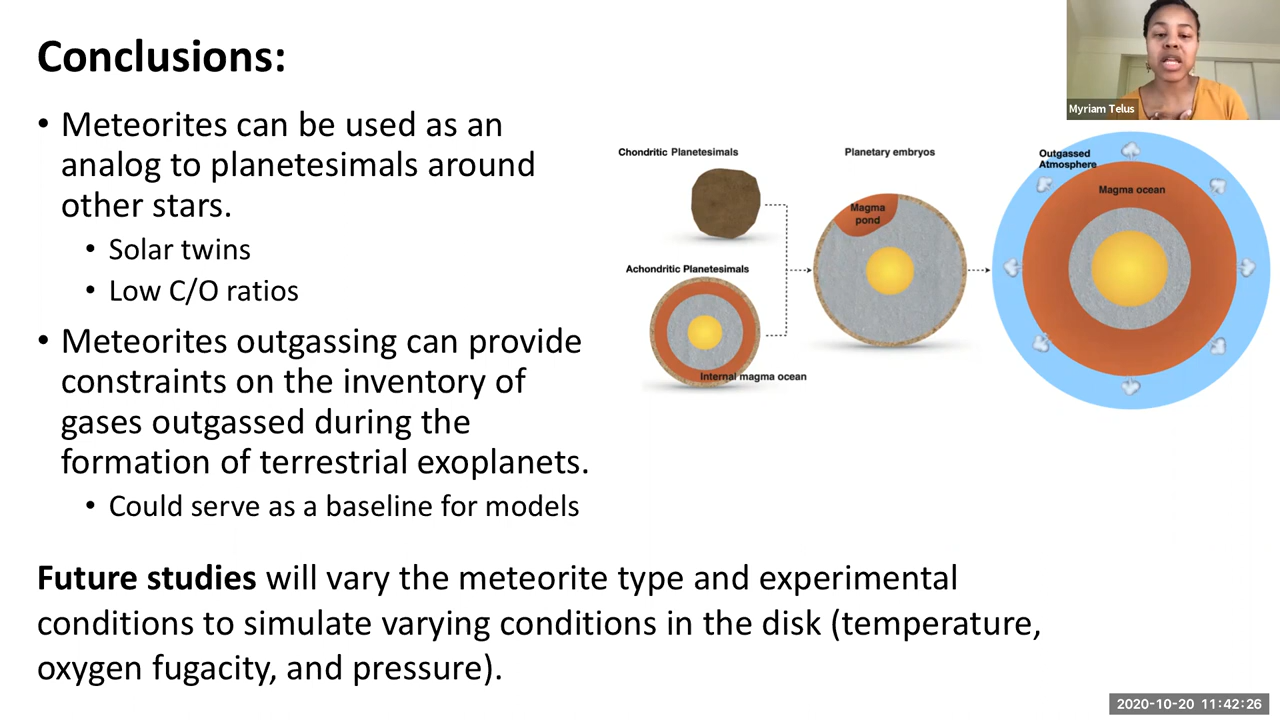 Conclusions:
• Meteorites can be used as an
analog to planetesimals around
other stars.
• Solar twins
• Low C/O ratios
• Meteorites outgassing can provide
constraints on the inventory of
gases outgassed during the
formation of terrestrial exoplanets.
• Could serve as a baseline for models
Future studies will vary the meteorite type and experimental
conditions to simulate varying conditions in the disk (temperature,
oxygen fugacity, and pressure).
Chondritic Planetesimals
Achondritic Planetesimals
Internal magma ocean
Planetary embryos
Magma
pond
Outgassed
Atmosphere
Magma ocean
Myriam Telus
2020-10-20 11:42:26